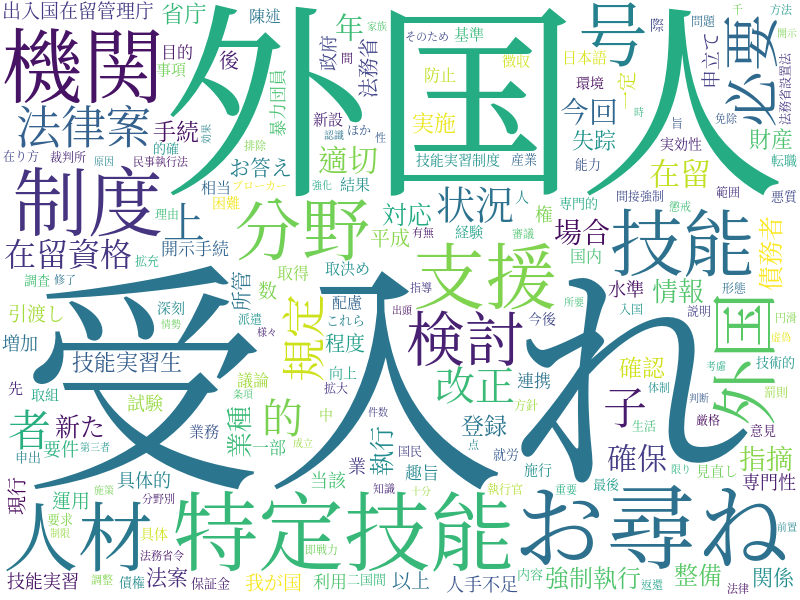 出入国在留管理庁
省庁
陳述
年
そのため
基準
号
際
問題
千
方法
家族
開示
外国人
機関
目的
事項
後
政府
間
法務省
徴収
日本語
一定
申立て
必要
法務省設置法
暴力団員
防止
環境
法律案
手続
新設
認識
ほか
性
実施
今回
失踪
財産
免除
旨
時
排除
効果
在り方
裁判所
的確
お答え
適切
技能実習制度
産業
能力
実効性
転職
原因
民事執行法
相当
ブローカー
強化
結果
人
在留
専門的
間接強制
範囲
悪質
制度
上
理由
困難
分野
対応
権
状況
場合
技能
懲戒
債務者
在留資格
開示手続
平成
有無
経験
審議
国内
調査
修了
拡充
取得
取決め
所管
数
配慮
指導
支援
出頭
所要
水準
情報
形態
引渡し
深刻
情勢
派遣
様々
これら
規定
検討
今後
入国
説明
円滑
虚偽
増加
技能実習生
程度
外国
技術的
受入れ
先
取組
試験
議論
条項
向上
拡大
改正
連携
方針
確認
体制
考慮
罰則
判断
厳格
子
生活
意見
者
新た
業種
的
中
件数
登録
申出
第三者
要件
業務
一部
成立
業
執行
国民
点
就労
確保
指摘
現行
運用
具体的
当該
趣旨
施行
限り
見直し
専門性
分野別
施策
知識
十分
執行官
重要
最後
人材
要求
制限
具体
特定技能
お尋ね
前置
法務省令
即戦力
技能実習
調整
債権
法案
保証金
我が国
利用
二国間
以上
人手不足
内容
強制執行
返還
整備
法律
関係